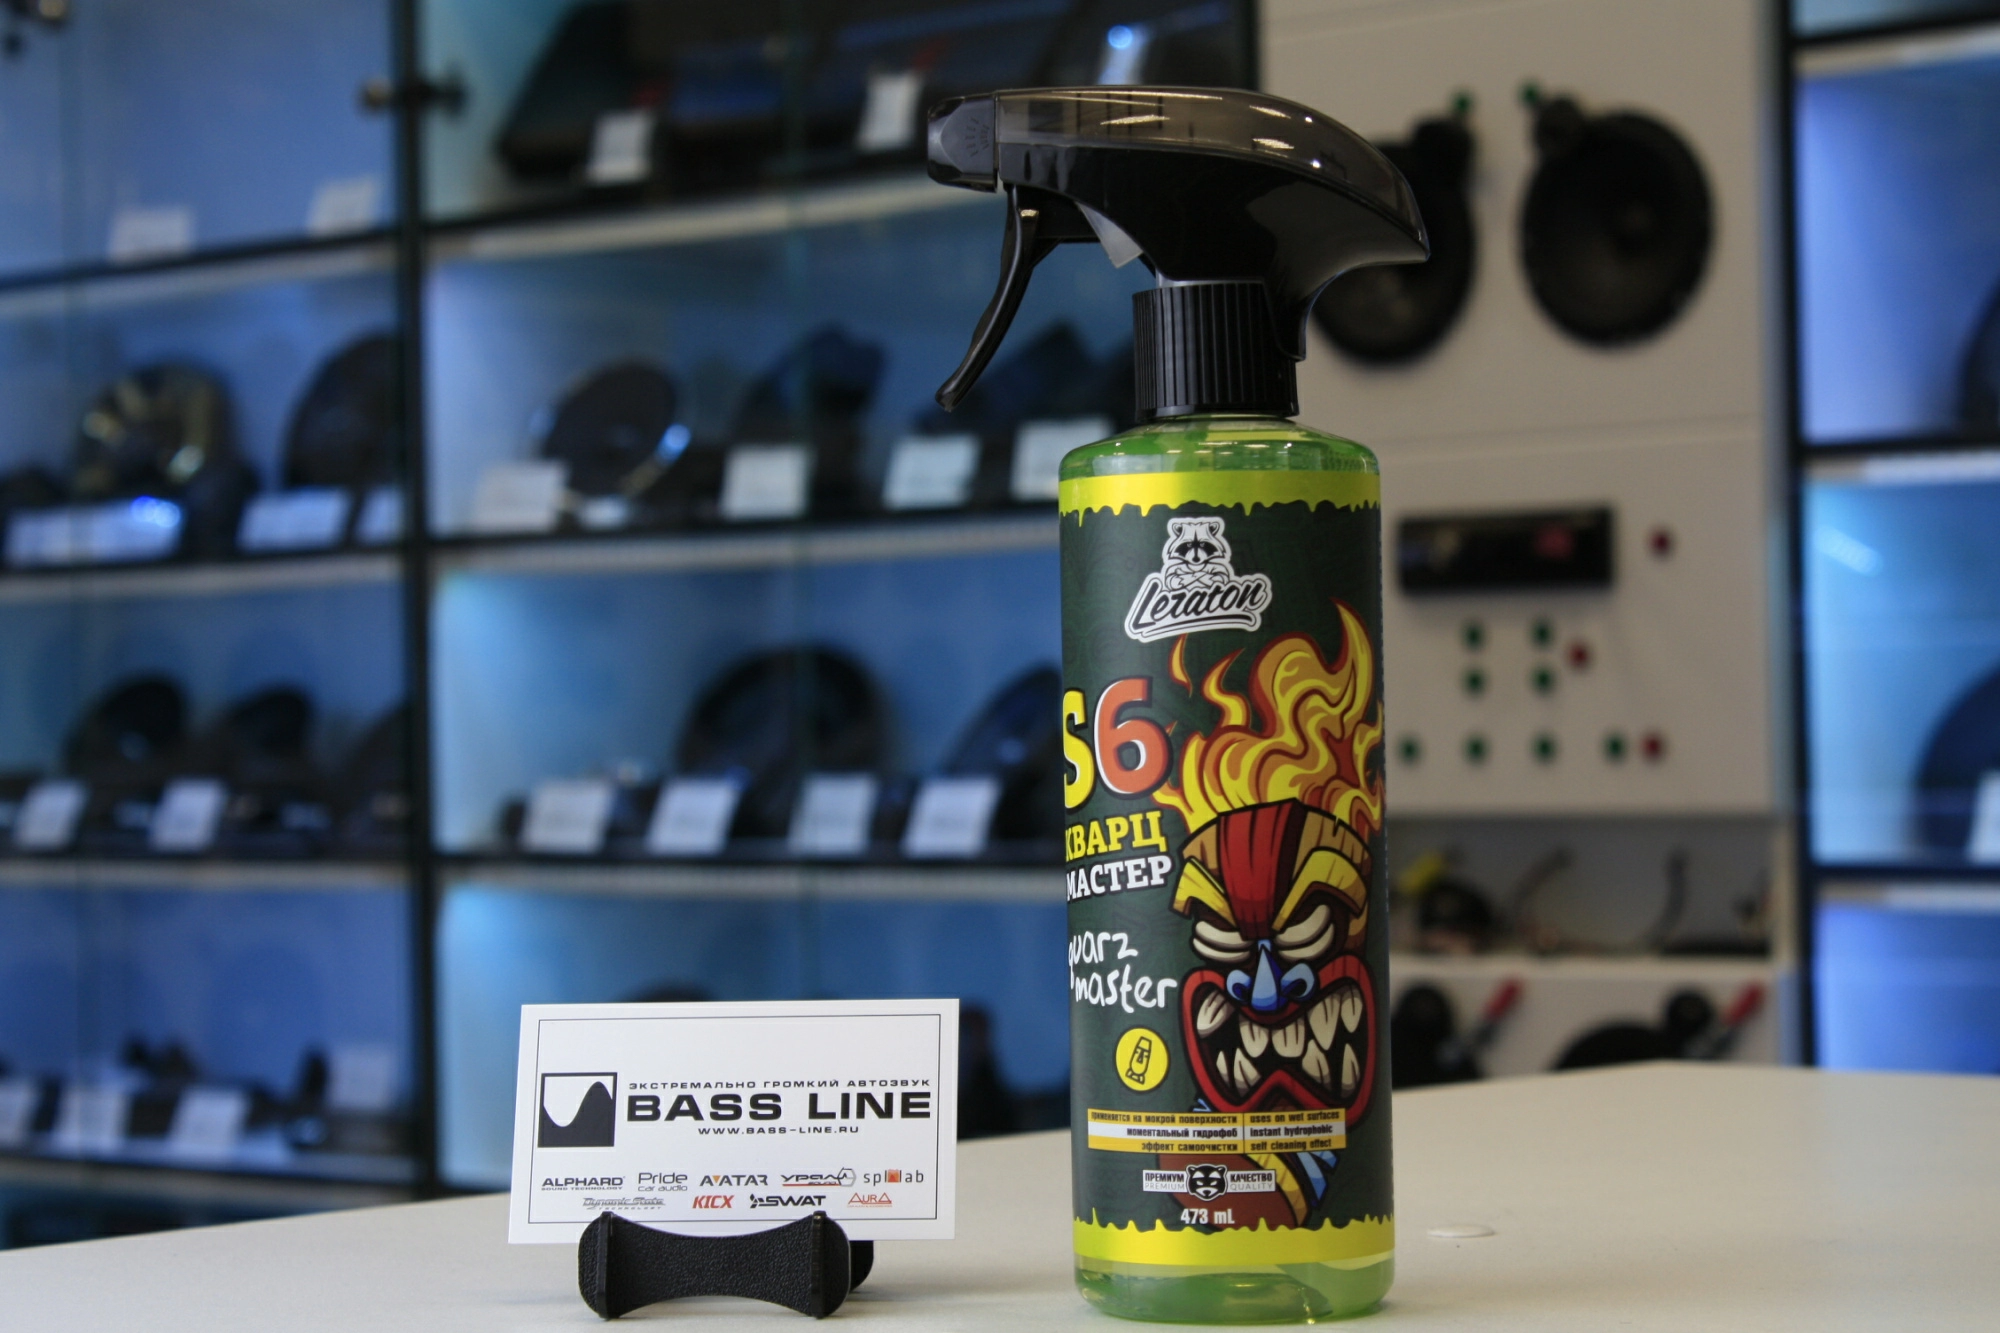 Leraton
S6
КВАРЦ
МАСТЕР
quarz
master
применяется на мокрой поверхности
uses on wet surfaces
моментальный гидрофоб
instant hydrophobic
эффект самоочистки
self cleaning effect
ПРЕМИУМ КАЧЕСТВО
PREMIUM QUALITY
473 mL
ЭКСТРЕМАЛЬНО ГРОМКИЙ АВТОЗВУК
BASS LINE
WWW.BASS-LINE.RU
ALPHARD
SOUND TECHNOLOGY
Pride
car audio
AVATAR
УРАЛ
spl lab
Dynamic State
KICX
SWAT
AURA